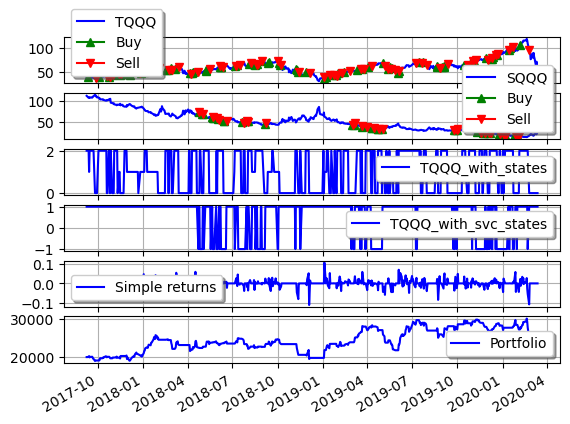 TQQQ
Buy
Sell
100
50
SQQQ
Buy
Sell
100
50
2
TQQQ_with_states
0
1
TQQQ_with_svc_states
0
−1
0.1
0.0
Simple returns
−0.1
30000
Portfolio
20000
2017-10
2018-01
2018-04
2018-07
2018-10
2019-01
2019-04
2019-07
2019-10
2020-01
2020-04